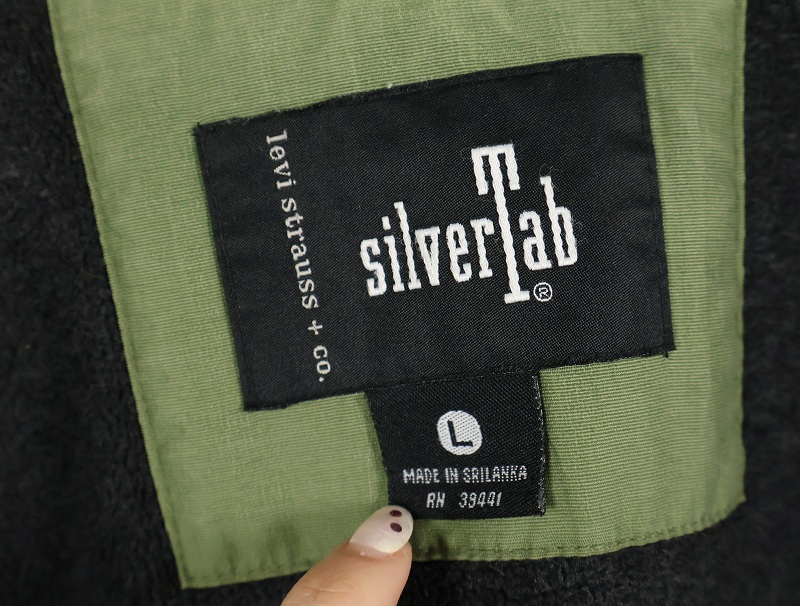 levi strauss + co.
silverTab
®
L
MADE IN SRILANKA
RN 39441